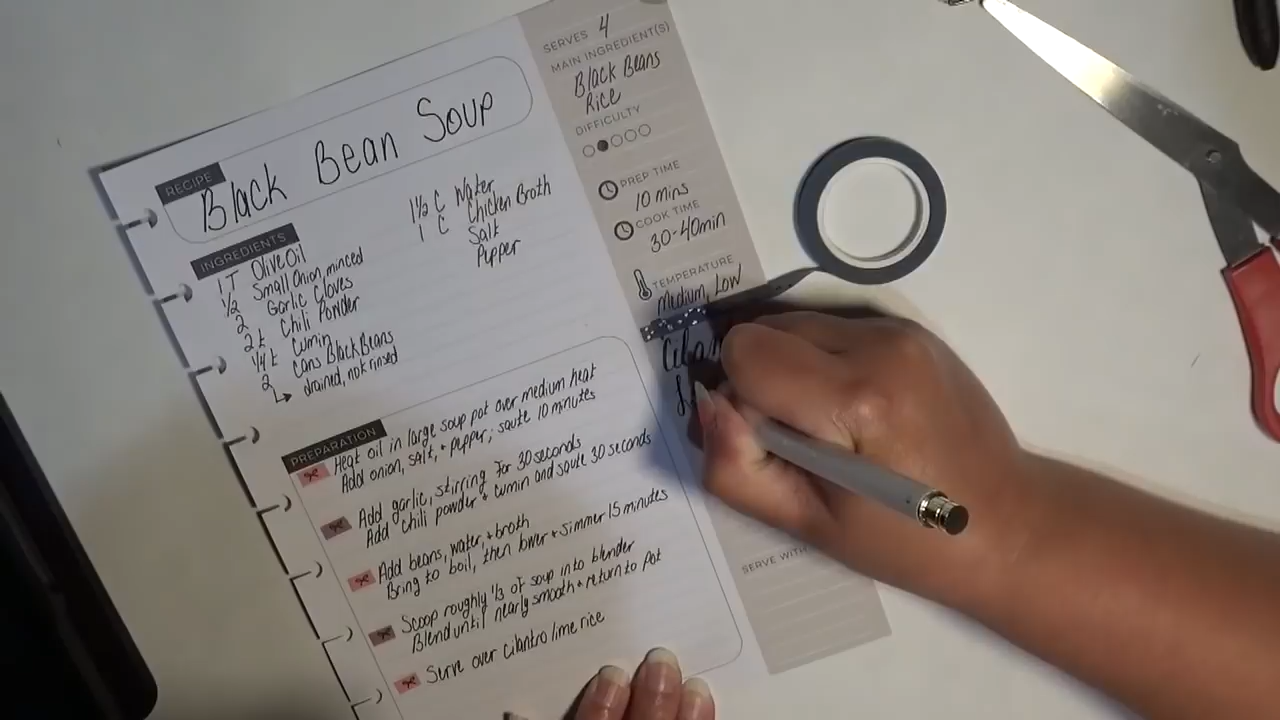 RECIPE
Black Bean Soup
INGREDIENTS
1 T Olive Oil
½ Small Onion, minced
2 Garlic Cloves
2 t Chili Powder
¼ t Cumin
2 Cans Black Beans
drained, not rinsed
1½ C Water
1 C Chicken Broth
Salt
Pepper
PREPARATION
Heat oil in large soup pot over medium heat
Add onion, salt, + pepper; saute 10 minutes
Add garlic, stirring for 30 seconds
Add chili powder + cumin and saute 30 seconds
Add beans, water, + broth
Bring to boil, then lower + simmer 15 minutes
Scoop roughly ⅓ of soup into blender
Blend until nearly smooth + return to pot
Serve over cilantro lime rice
SERVES 4
MAIN INGREDIENT(S)
Black Beans
Rice
DIFFICULTY
PREP TIME
10 mins
COOK TIME
30-40min
TEMPERATURE
Medium, Low
SERVE WITH